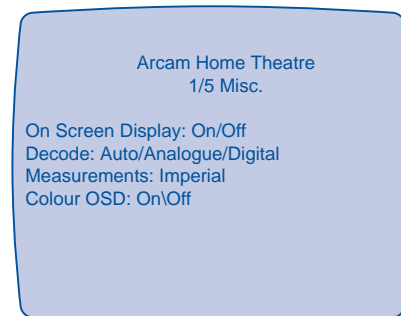 Arcam Home Theatre
1/5 Misc.
On Screen Display: On/Off
Decode: Auto/Analogue/Digital
Measurements: Imperial
Colour OSD: On\Off